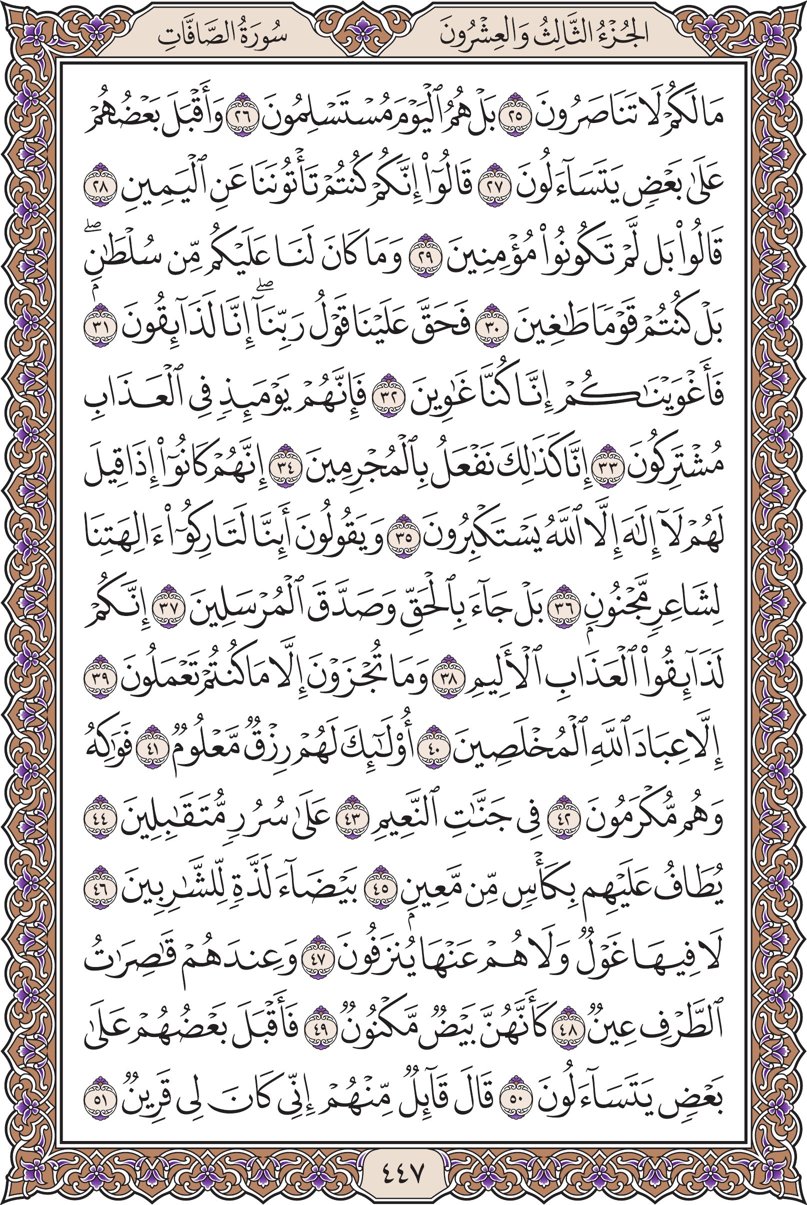 الجُزْءُ الثَّالِثُ وَالعِشْرُونَ سُورَةُ الصَّافَّاتِ
مَا لَكُمْ لَا تَنَاصَرُونَ ٢٥ بَلْ هُمُ ٱلْيَوْمَ مُسْتَسْلِمُونَ ٢٦ وَأَقْبَلَ بَعْضُهُمْ
عَلَىٰ بَعْضٍ يَتَسَآءَلُونَ ٢٧ قَالُوٓا۟ إِنَّكُمْ كُنتُمْ تَأْتُونَنَا عَنِ ٱلْيَمِينِ ٢٨
قَالُوا۟ بَل لَّمْ تَكُونُوا۟ مُؤْمِنِينَ ٢٩ وَمَا كَانَ لَنَا عَلَيْكُم مِّن سُلْطَٰنٍۭ ۖ
بَلْ كُنتُمْ قَوْمًا طَٰغِينَ ٣٠ فَحَقَّ عَلَيْنَا قَوْلُ رَبِّنَآ ۖ إِنَّا لَذَآئِقُونَ ٣١
فَأَغْوَيْنَٰكُمْ إِنَّا كُنَّا غَٰوِينَ ٣٢ فَإِنَّهُمْ يَوْمَئِذٍ فِى ٱلْعَذَابِ
مُشْتَرِكُونَ ٣٣ إِنَّا كَذَٰلِكَ نَفْعَلُ بِٱلْمُجْرِمِينَ ٣٤ إِنَّهُمْ كَانُوٓا۟ إِذَا قِيلَ
لَهُمْ لَآ إِلَٰهَ إِلَّا ٱللَّهُ يَسْتَكْبِرُونَ ٣٥ وَيَقُولُونَ أَئِنَّا لَتَارِكُوٓا۟ ءَالِهَتِنَا
لِشَاعِرٍ مَّجْنُونٍۭ ٣٦ بَلْ جَآءَ بِٱلْحَقِّ وَصَدَّقَ ٱلْمُرْسَلِينَ ٣٧ إِنَّكُمْ
لَذَآئِقُوا۟ ٱلْعَذَابِ ٱلْأَلِيمِ ٣٨ وَمَا تُجْزَوْنَ إِلَّا مَا كُنتُمْ تَعْمَلُونَ ٣٩
إِلَّا عِبَادَ ٱللَّهِ ٱلْمُخْلَصِينَ ٤٠ أُو۟لَٰٓئِكَ لَهُمْ رِزْقٌ مَّعْلُومٌ ٤١ فَوَٰكِهُ
وَهُم مُّكْرَمُونَ ٤٢ فِى جَنَّٰتِ ٱلنَّعِيمِ ٤٣ عَلَىٰ سُرُرٍ مُّتَقَٰبِلِينَ ٤٤
يُطَافُ عَلَيْهِم بِكَأْسٍ مِّن مَّعِينٍۭ ٤٥ بَيْضَآءَ لَذَّةٍ لِّلشَّٰرِبِينَ ٤٦
لَا فِيهَا غَوْلٌ وَلَا هُمْ عَنْهَا يُنزَفُونَ ٤٧ وَعِندَهُمْ قَٰصِرَٰتُ
ٱلطَّرْفِ عِينٌ ٤٨ كَأَنَّهُنَّ بَيْضٌ مَّكْنُونٌ ٤٩ فَأَقْبَلَ بَعْضُهُمْ عَلَىٰ
بَعْضٍ يَتَسَآءَلُونَ ٥٠ قَالَ قَآئِلٌ مِّنْهُمْ إِنِّى كَانَ لِى قَرِينٌ ٥١
٤٤٧